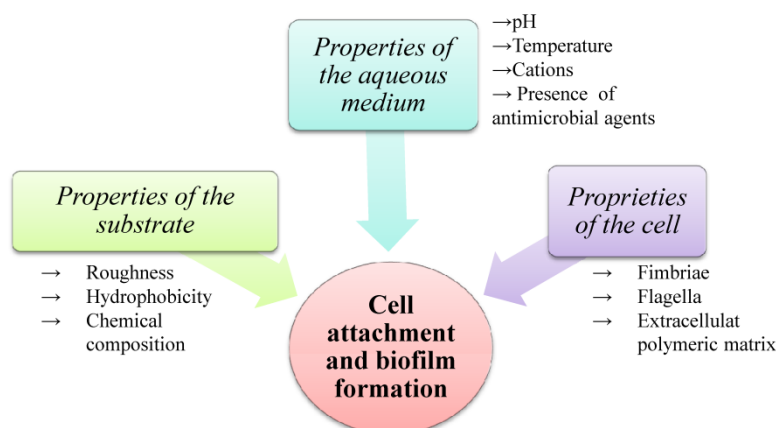 Properties of
the aqueous
medium
→pH
→Temperature
→Cations
→ Presence of
antimicrobial agents
Properties of the
substrate
→ Roughness
→ Hydrophobicity
→ Chemical
composition
Proprieties
of the cell
→ Fimbriae
→ Flagella
→ Extracellulat
polymeric matrix
Cell
attachment
and biofilm
formation